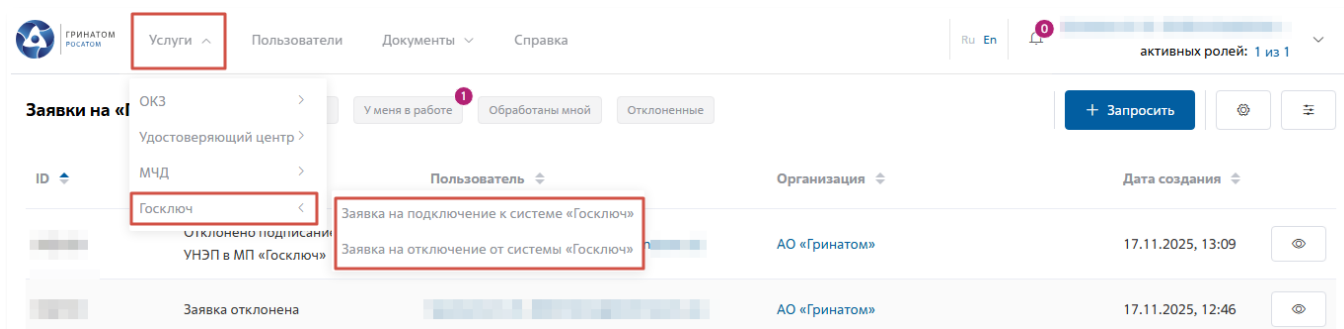 ГРИНАТОМ
РОСАТОМ
Услуги
Пользователи
Документы
Справка
Ru En
0
активных ролей: 1 из 1
Заявки на
У меня в работе
1
Обработаны мной
Отклоненные
+ Запросить
ОКЗ
Удостоверяющий центр
МЧД
Госключ
Заявка на подключение к системе «Госключ»
Заявка на отключение от системы «Госключ»
ID
Пользователь
Организация
Дата создания
Отклонено подписание
УНЭП в МП «Госключ»
АО «Гринатом»
17.11.2025, 13:09
Заявка отклонена
АО «Гринатом»
17.11.2025, 12:46